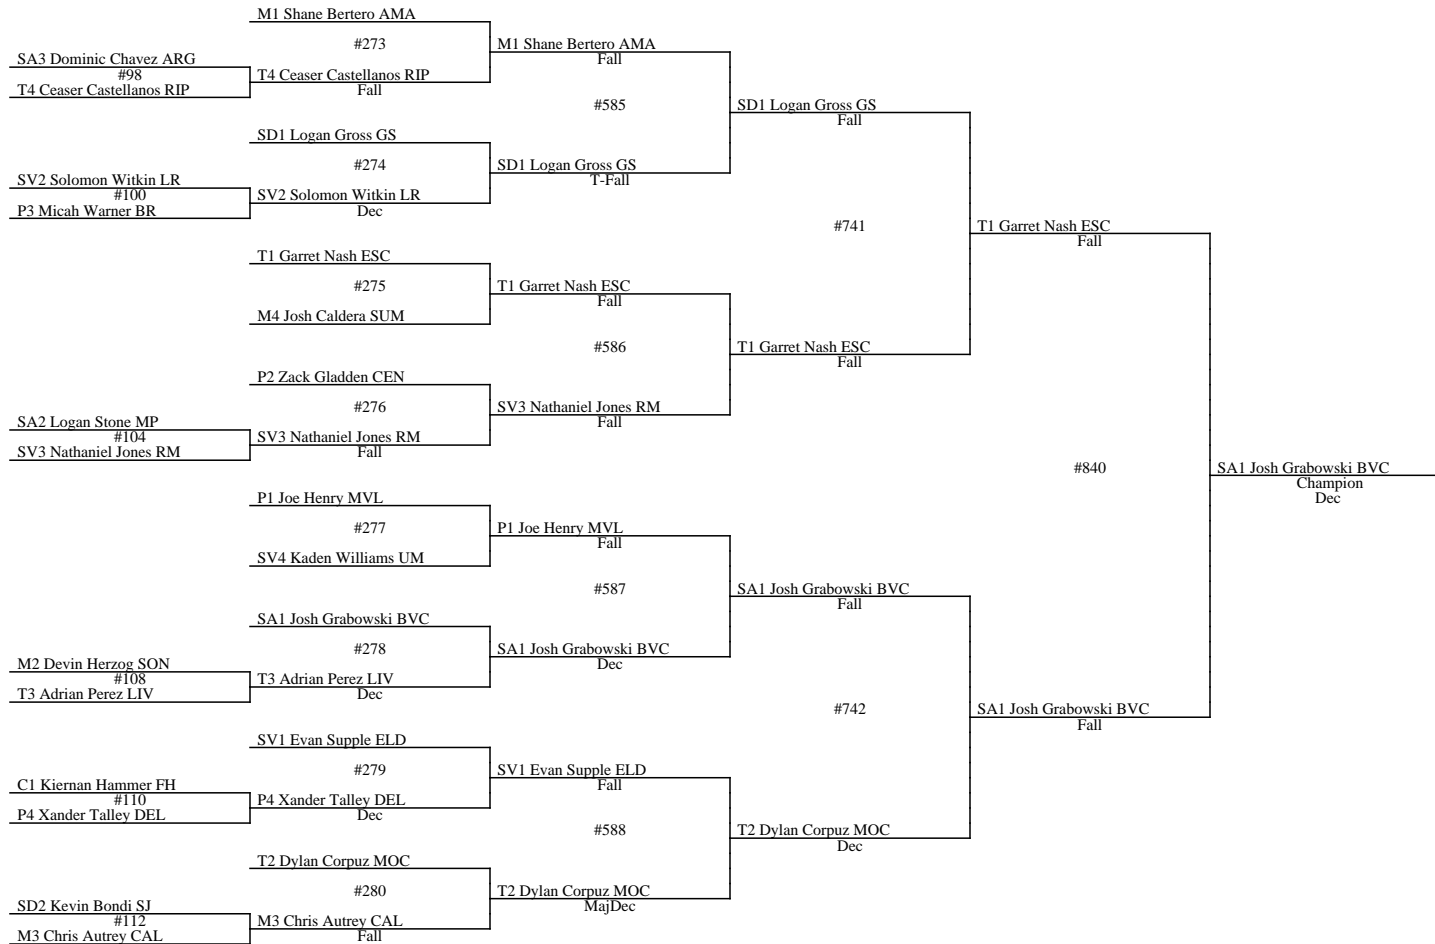 M1 Shane Bertero AMA
#273
M1 Shane Bertero AMA
Fall
SA3 Dominic Chavez ARG
#98
T4 Ceaser Castellanos RIP
T4 Ceaser Castellanos RIP
Fall
#585
SD1 Logan Gross GS
Fall
SD1 Logan Gross GS
#274
SD1 Logan Gross GS
T-Fall
SV2 Solomon Witkin LR
#100
P3 Micah Warner BR
SV2 Solomon Witkin LR
Dec
#741
T1 Garret Nash ESC
Fall
T1 Garret Nash ESC
#275
T1 Garret Nash ESC
Fall
M4 Josh Caldera SUM
#586
T1 Garret Nash ESC
Fall
P2 Zack Gladden CEN
#276
SV3 Nathaniel Jones RM
Fall
SA2 Logan Stone MP
#104
SV3 Nathaniel Jones RM
SV3 Nathaniel Jones RM
Fall
#840
SA1 Josh Grabowski BVC
Champion
Dec
P1 Joe Henry MVL
#277
P1 Joe Henry MVL
Fall
SV4 Kaden Williams UM
#587
SA1 Josh Grabowski BVC
Fall
SA1 Josh Grabowski BVC
#278
SA1 Josh Grabowski BVC
Dec
M2 Devin Herzog SON
#108
T3 Adrian Perez LIV
T3 Adrian Perez LIV
Dec
#742
SA1 Josh Grabowski BVC
Fall
SV1 Evan Supple ELD
#279
SV1 Evan Supple ELD
Fall
C1 Kiernan Hammer FH
#110
P4 Xander Talley DEL
P4 Xander Talley DEL
Dec
#588
T2 Dylan Corpuz MOC
Dec
T2 Dylan Corpuz MOC
#280
T2 Dylan Corpuz MOC
MajDec
SD2 Kevin Bondi SJ
#112
M3 Chris Autrey CAL
M3 Chris Autrey CAL
Fall